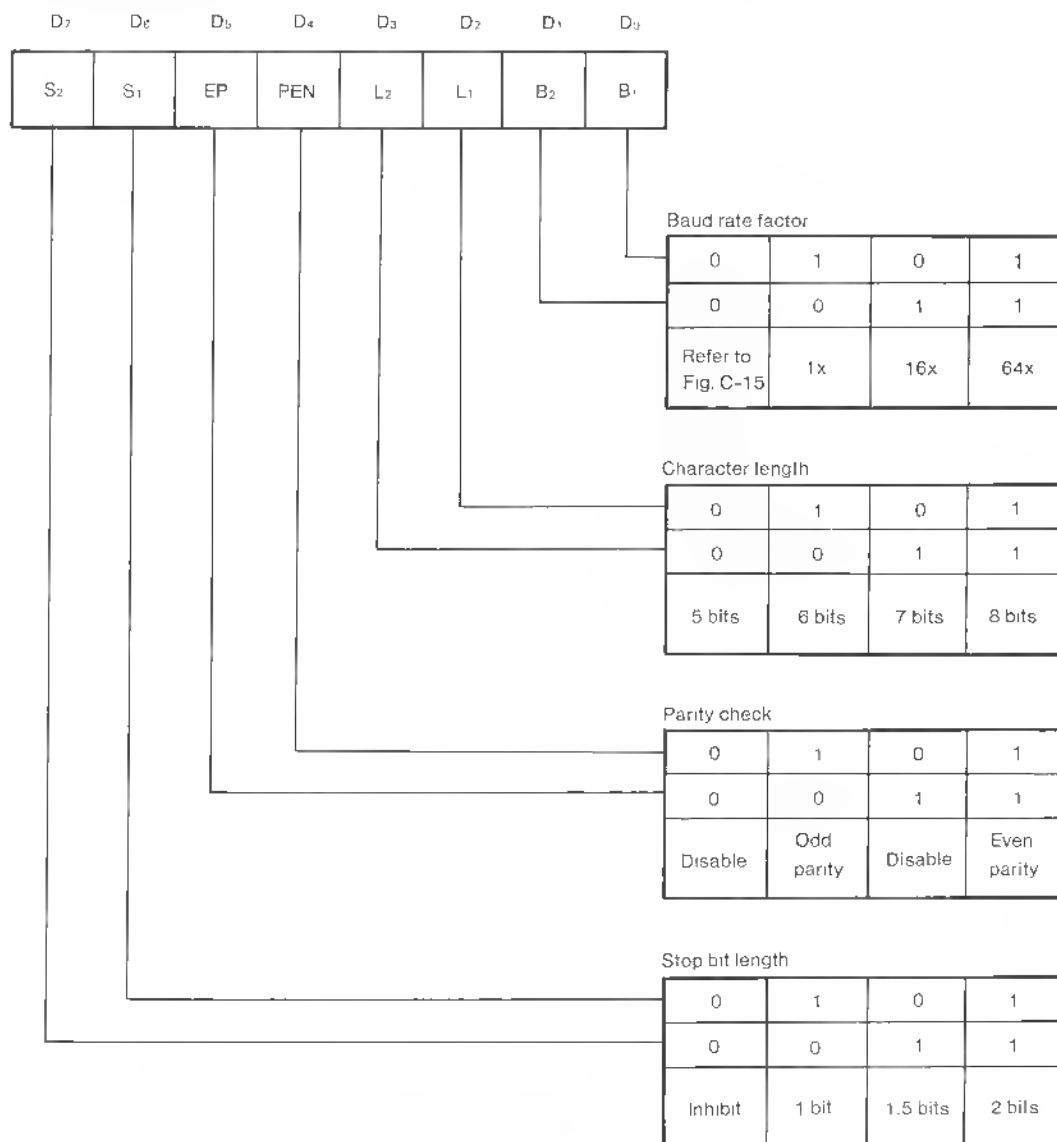 D₇ D₆ D₅ D₄ D₃ D₂ D₁ D₀
S₂ S₁ EP PEN L₂ L₁ B₂ B₁
Baud rate factor
0 1 0 1
0 0 1 1
Refer to
Fig. C-15 1x 16x 64x
Character length
0 1 0 1
0 0 1 1
5 bits 6 bits 7 bits 8 bits
Parity check
0 1 0 1
0 0 1 1
Disable Odd parity Disable Even parity
Stop bit length
0 1 0 1
0 0 1 1
Inhibit 1 bit 1.5 bits 2 bits